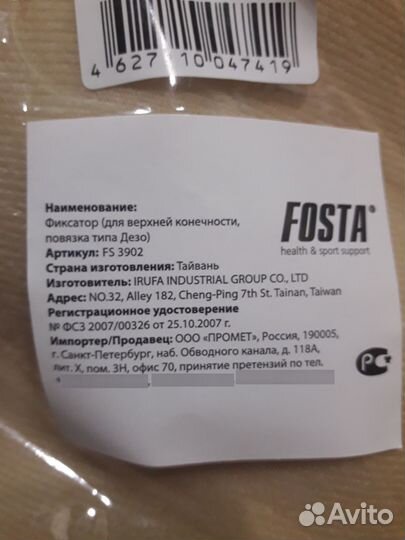 4 627110 047419
Наименование:
Фиксатор (для верхней конечности,
повязка типа Дезо)
Артикул: FS 3902
Страна изготовления: Тайвань
Изготовитель: IRUFA INDUSTRIAL GROUP CO., LTD
Адрес: NO.32, Alley 182, Cheng-Ping 7th St. Tainan, Taiwan
Регистрационное удостоверение
№ ФСЗ 2007/00326 от 25.10.2007 г.
Импортер/Продавец: ООО «ПРОМЕТ», Россия, 190005,
г. Санкт-Петербург, наб. Обводного канала, д. 118А,
лит. Х, пом. 3Н, офис 70, принятие претензий по тел.
FOSTA®
health & sport support
РС
Avito